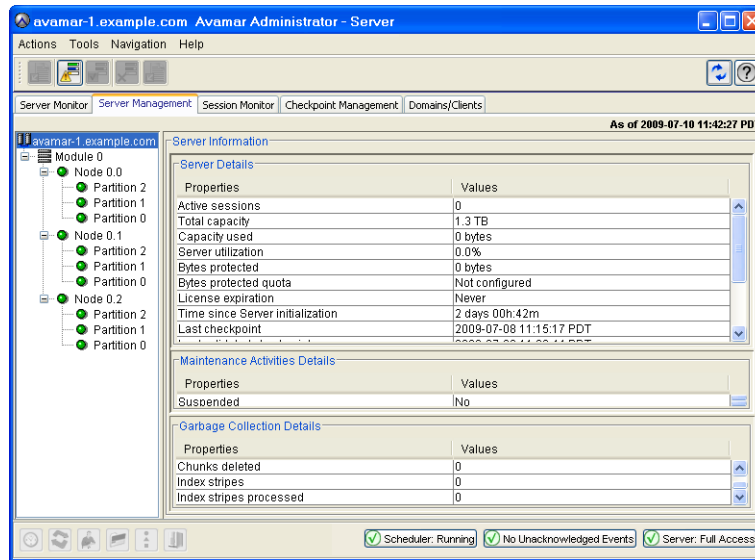 avamar-1.example.com Avamar Administrator - Server
Actions Tools Navigation Help
Server Monitor Server Management Session Monitor Checkpoint Management Domains/Clients
As of 2009-07-10 11:42:27 PD
avamar-1.example.com
Module 0
Node 0.0
Partition 2
Partition 1
Partition 0
Node 0.1
Partition 2
Partition 1
Partition 0
Node 0.2
Partition 2
Partition 1
Partition 0
Server Information
Server Details
Properties Values
Active sessions 0
Total capacity 1.3 TB
Capacity used 0 bytes
Server utilization 0.0%
Bytes protected 0 bytes
Bytes protected quota Not configured
License expiration Never
Time since Server initialization 2 days 00h:42m
Last checkpoint 2009-07-08 11:15:17 PDT
Maintenance Activities Details
Properties Values
Suspended No
Garbage Collection Details
Properties Values
Chunks deleted 0
Index stripes 0
Index stripes processed 0
Scheduler: Running No Unacknowledged Events Server: Full Access